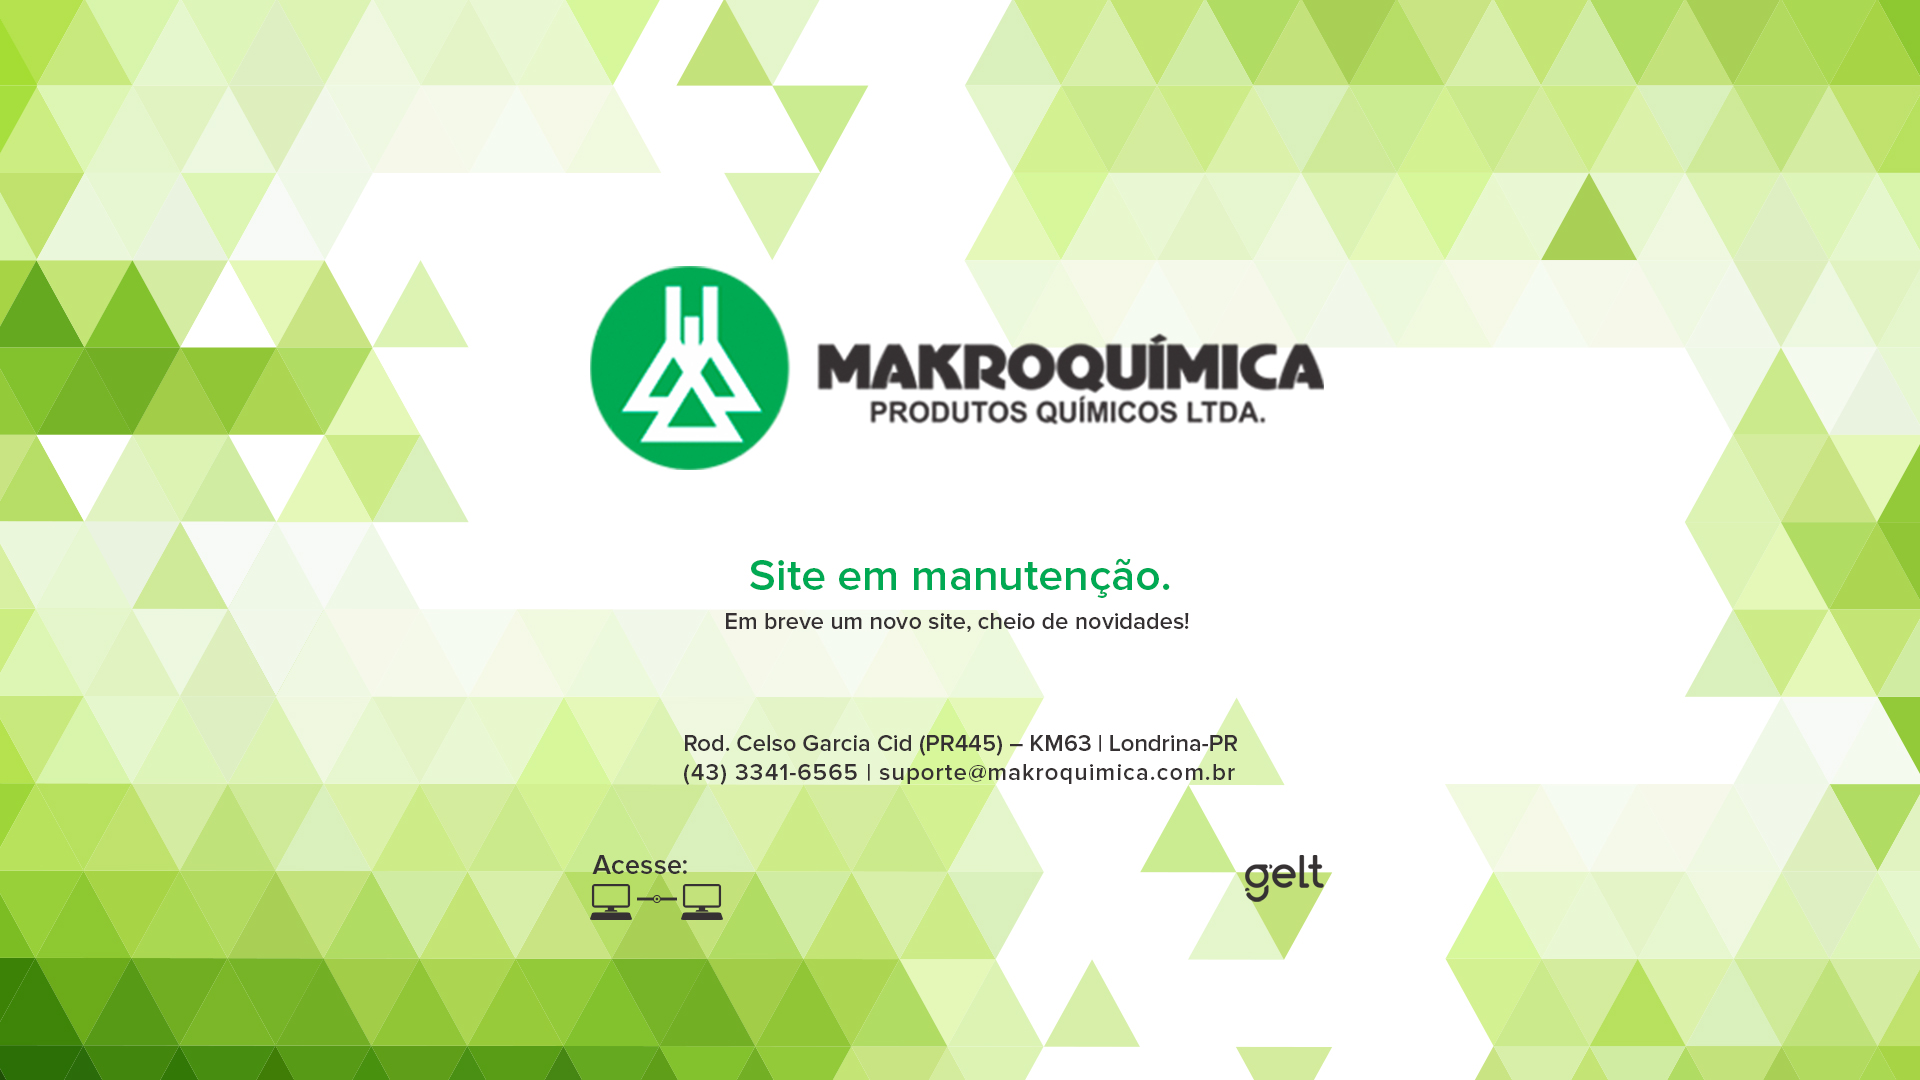 MAKROQUÍMICA
PRODUTOS QUÍMICOS LTDA.
Site em manutenção.
Em breve um novo site, cheio de novidades!
Rod. Celso Garcia Cid (PR445) – KM63 | Londrina-PR
(43) 3341-6565 | suporte@makroquimica.com.br
Acesse:
gelt